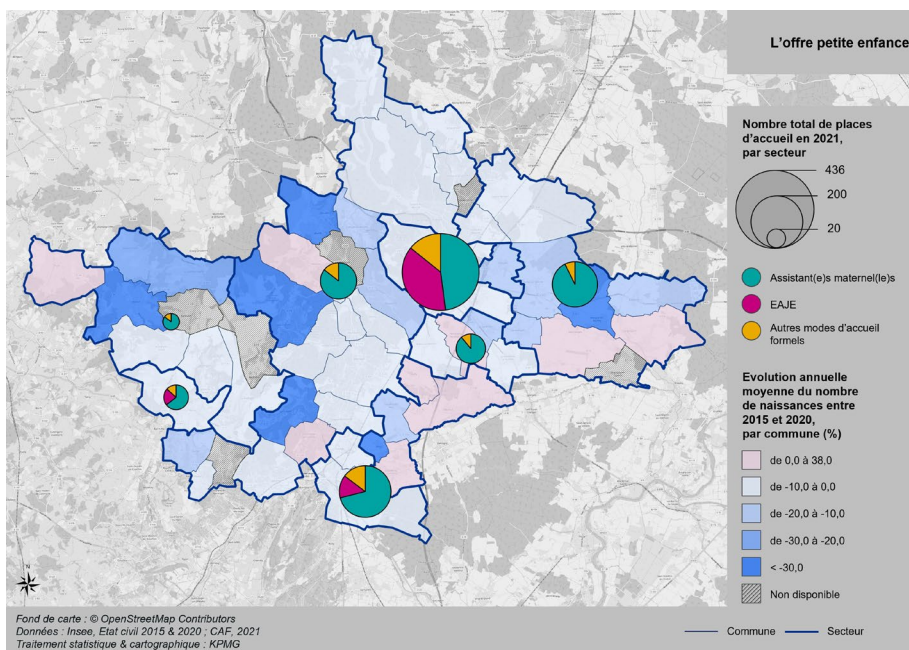 L'offre petite enfance
Nombre total de places
d'accueil en 2021,
par secteur
436
200
20
Assistant(e)s maternel(le)s
EAJE
Autres modes d'accueil
formels
Evolution annuelle
moyenne du nombre
de naissances entre
2015 et 2020,
par commune (%)
de 0,0 à 38,0
de -10,0 à 0,0
de -20,0 à -10,0
de -30,0 à -20,0
< -30,0
Non disponible
N
Fond de carte : © OpenStreetMap Contributors
Données : Insee, Etat civil 2015 & 2020 ; CAF, 2021
Traitement statistique & cartographique : KPMG
Commune
Secteur